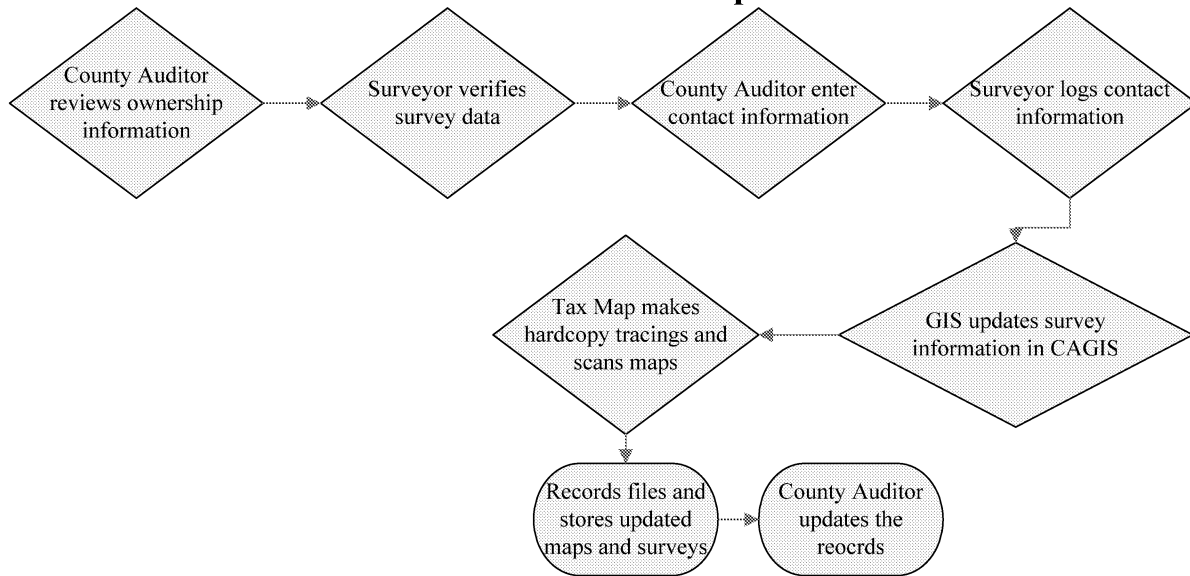 County Auditor
reviews ownership
information
Surveyor verifies
survey data
County Auditor enter
contact information
Surveyor logs contact
information
GIS updates survey
information in CAGIS
Tax Map makes
hardcopy tracings and
scans maps
Records files and
stores updated
maps and surveys
County Auditor
updates the
reocrds